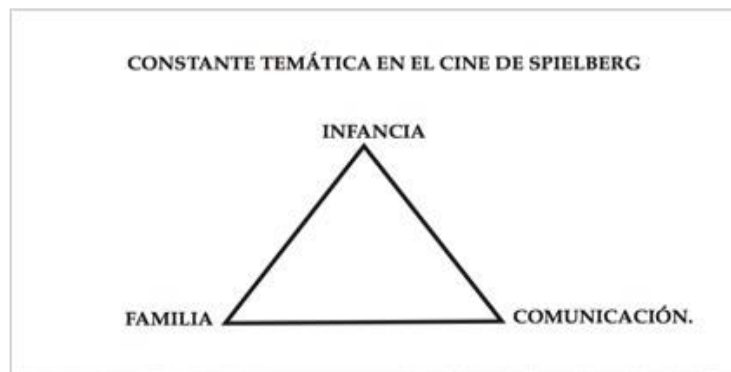 CONSTANTE TEMÁTICA EN EL CINE DE SPIELBERG
INFANCIA
FAMILIA
COMUNICACIÓN.